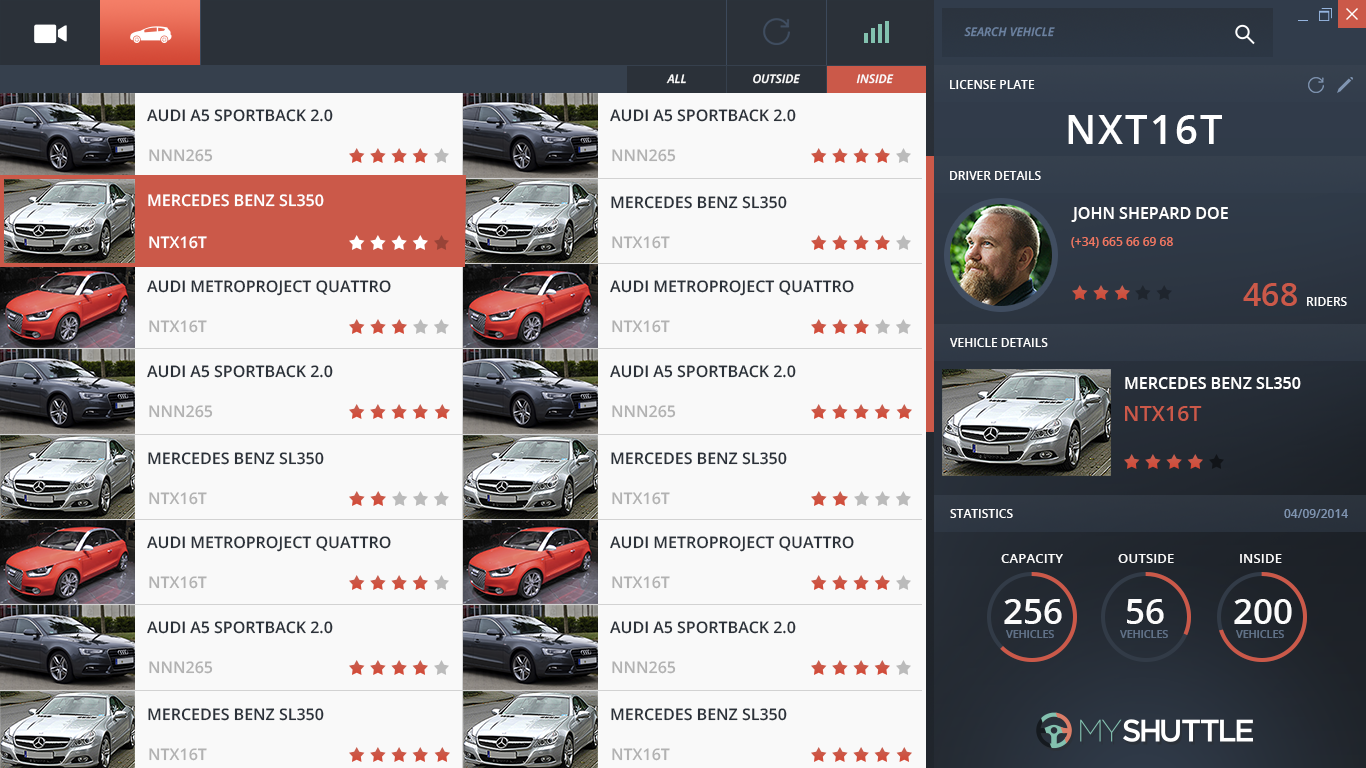 SEARCH VEHICLE
ALL OUTSIDE INSIDE
AUDI A5 SPORTBACK 2.0
NNN265
AUDI A5 SPORTBACK 2.0
NNN265
MERCEDES BENZ SL350
NTX16T
MERCEDES BENZ SL350
NTX16T
AUDI METROPROJECT QUATTRO
NTX16T
AUDI METROPROJECT QUATTRO
NTX16T
AUDI A5 SPORTBACK 2.0
NNN265
AUDI A5 SPORTBACK 2.0
NNN265
MERCEDES BENZ SL350
NTX16T
MERCEDES BENZ SL350
NTX16T
AUDI METROPROJECT QUATTRO
NTX16T
AUDI METROPROJECT QUATTRO
NTX16T
AUDI A5 SPORTBACK 2.0
NNN265
AUDI A5 SPORTBACK 2.0
NNN265
MERCEDES BENZ SL350
NTX16T
MERCEDES BENZ SL350
NTX16T
LICENSE PLATE
NXT16T
DRIVER DETAILS
JOHN SHEPARD DOE
(+34) 665 66 69 68
468 RIDERS
VEHICLE DETAILS
MERCEDES BENZ SL350
NTX16T
STATISTICS 04/09/2014
CAPACITY
256
VEHICLES
OUTSIDE
56
VEHICLES
INSIDE
200
VEHICLES
MYSHUTTLE